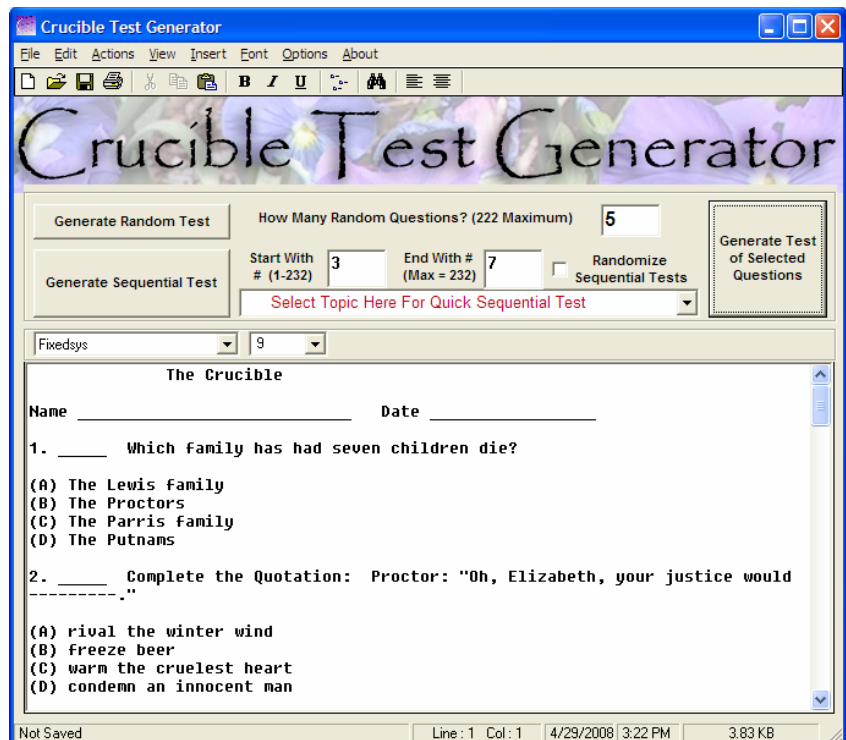 Crucible Test Generator
File Edit Actions View Insert Font Options About
B I U
Crucible Test Generator
Generate Random Test
How Many Random Questions? (222 Maximum)
5
Generate Sequential Test
Start With
# (1-232)
3
End With #
(Max = 232)
7
Randomize
Sequential Tests
Select Topic Here For Quick Sequential Test
Generate Test
of Selected
Questions
Fixedsys
9
The Crucible
Name ____________________________ Date _________________
1. _____ Which family has had seven children die?
(A) The Lewis family
(B) The Proctors
(C) The Parris family
(D) The Putnams
2. _____ Complete the Quotation: Proctor: "Oh, Elizabeth, your justice would
---------."
(A) rival the winter wind
(B) freeze beer
(C) warm the cruelest heart
(D) condemn an innocent man
Not Saved
Line : 1 Col : 1
4/29/2008
3:22 PM
3.83 KB